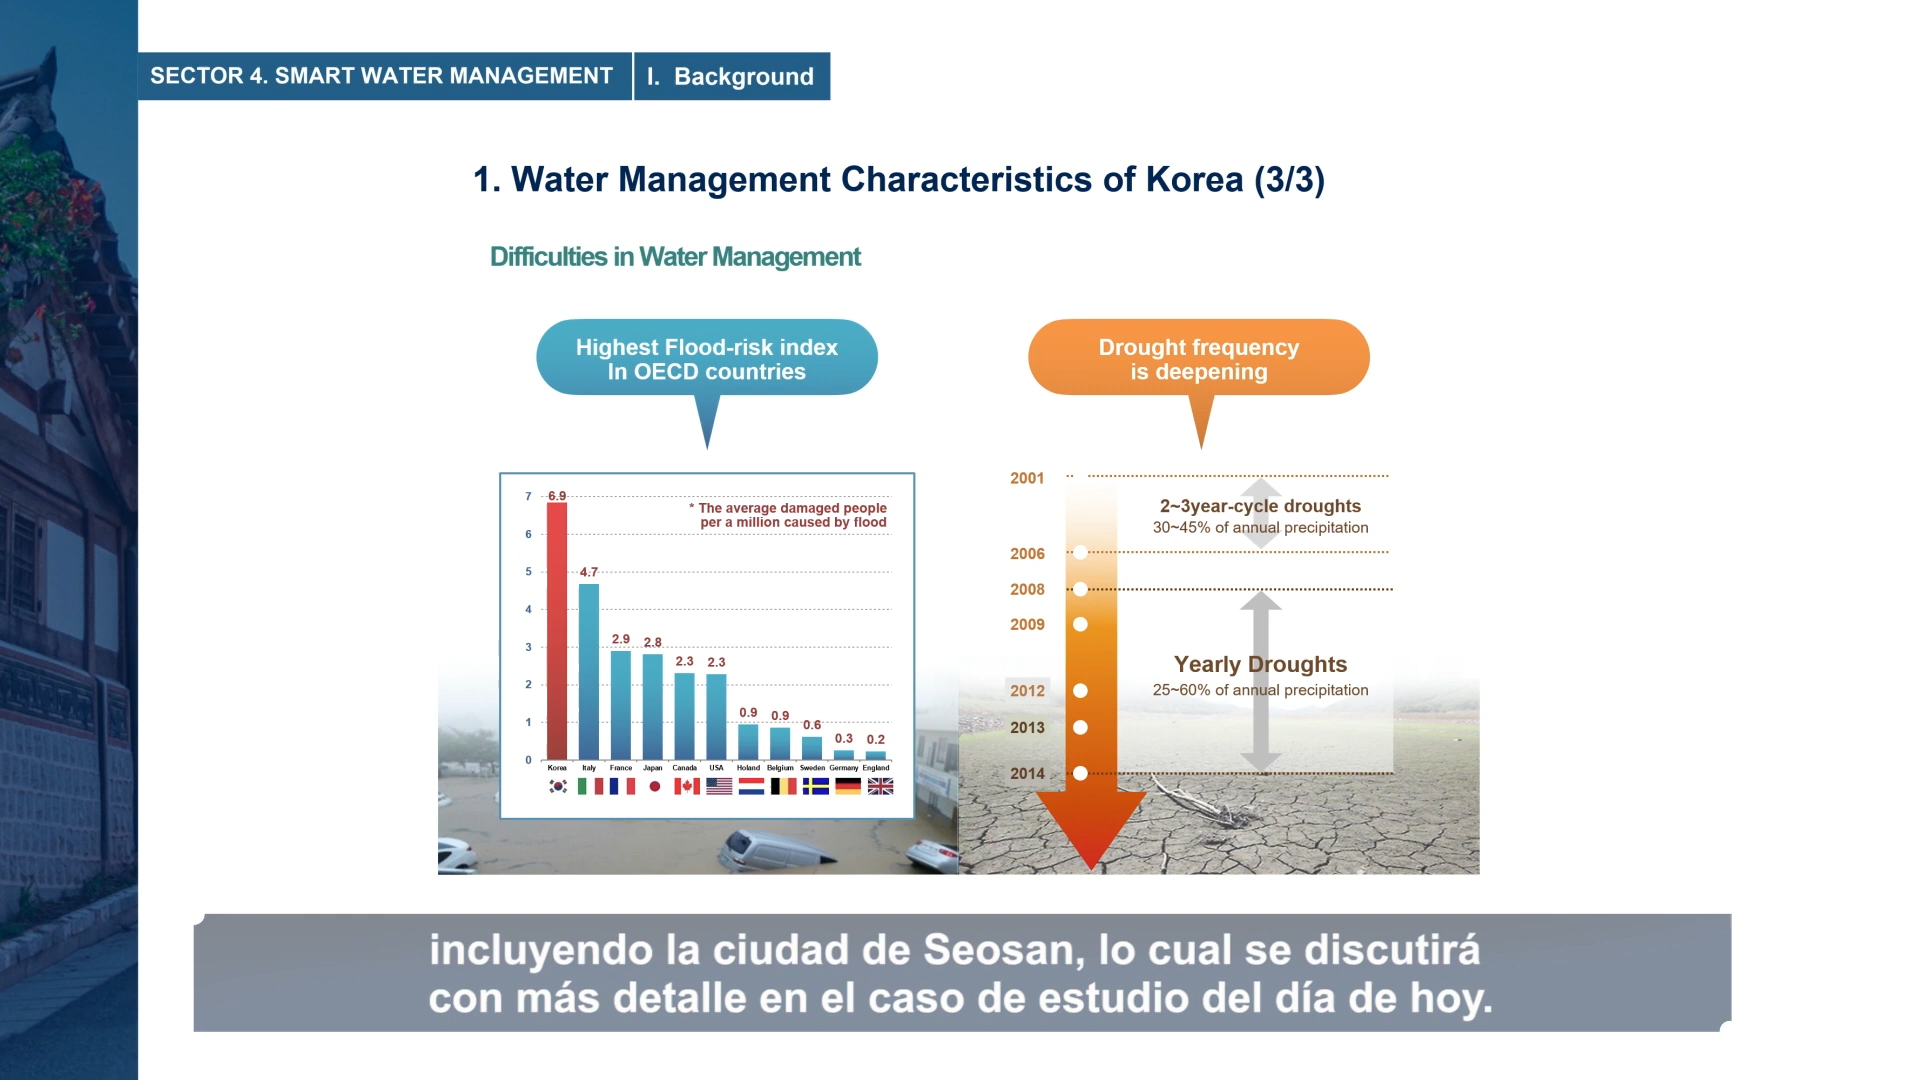 SECTOR 4. SMART WATER MANAGEMENT
I. Background
1. Water Management Characteristics of Korea (3/3)
Difficulties in Water Management
Highest Flood-risk index
In OECD countries
Drought frequency
is deepening
7
6
5
4
3
2
1
0
* The average damaged people
per a million caused by flood
6.9
4.7
2.9
2.8
2.3
2.3
0.9
0.9
0.6
0.3
0.2
Korea
Italy
France
Japan
Canada
USA
Holand
Belgium
Sweden
Germany
England
2001
2~3year-cycle droughts
30~45% of annual precipitation
2006
2008
2009
Yearly Droughts
2012
25~60% of annual precipitation
2013
2014
incluyendo la ciudad de Seosan, lo cual se discutirá
con más detalle en el caso de estudio del día de hoy.